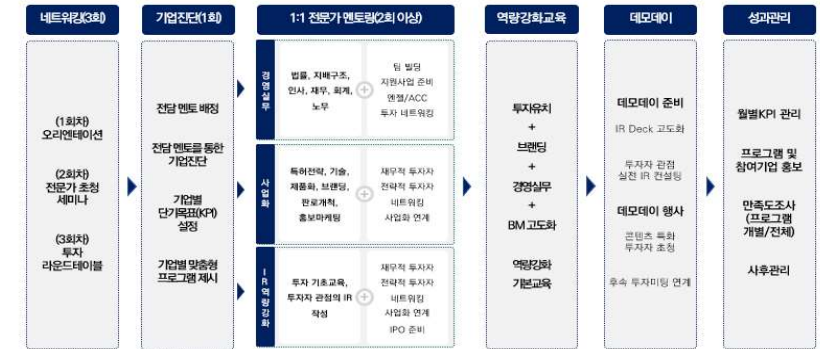 네트워킹(3회)
(1회차)
오리엔테이션
(2회차)
전문가 초청
세미나
(3회차)
투자
라운드테이블
기업진단(1회)
전담 멘토 배정
전담 멘토를 통한
기업진단
기업별
단기목표(KPI)
설정
기업별 맞춤형
프로그램 제시
1:1 전문가 멘토링(2회 이상)
경영실무
법률, 지배구조,
인사, 재무, 회계,
노무
팀 빌딩
지원사업 준비
엔젤/ACC
투자 네트워킹
사업화
특허전략, 기술,
제품화, 브랜딩,
판로개척,
홍보마케팅
재무적 투자자
전략적 투자자
네트워킹
사업화 연계
IR역량강화
투자 기초교육,
투자자 관점의 IR
작성
재무적 투자자
전략적 투자자
네트워킹
사업화 연계
IPO 준비
역량강화교육
투자유치
+
브랜딩
+
경영실무
+
BM고도화
역량강화
기본교육
데모데이
데모데이 준비
IR Deck 고도화
투자자 관점
실전 IR 컨설팅
데모데이 행사
콘텐츠 특화
투자자 초청
후속 투자미팅 연계
성과관리
월별KPI 관리
프로그램 및
참여기업 홍보
만족도조사
(프로그램
개별/전체)
사후관리